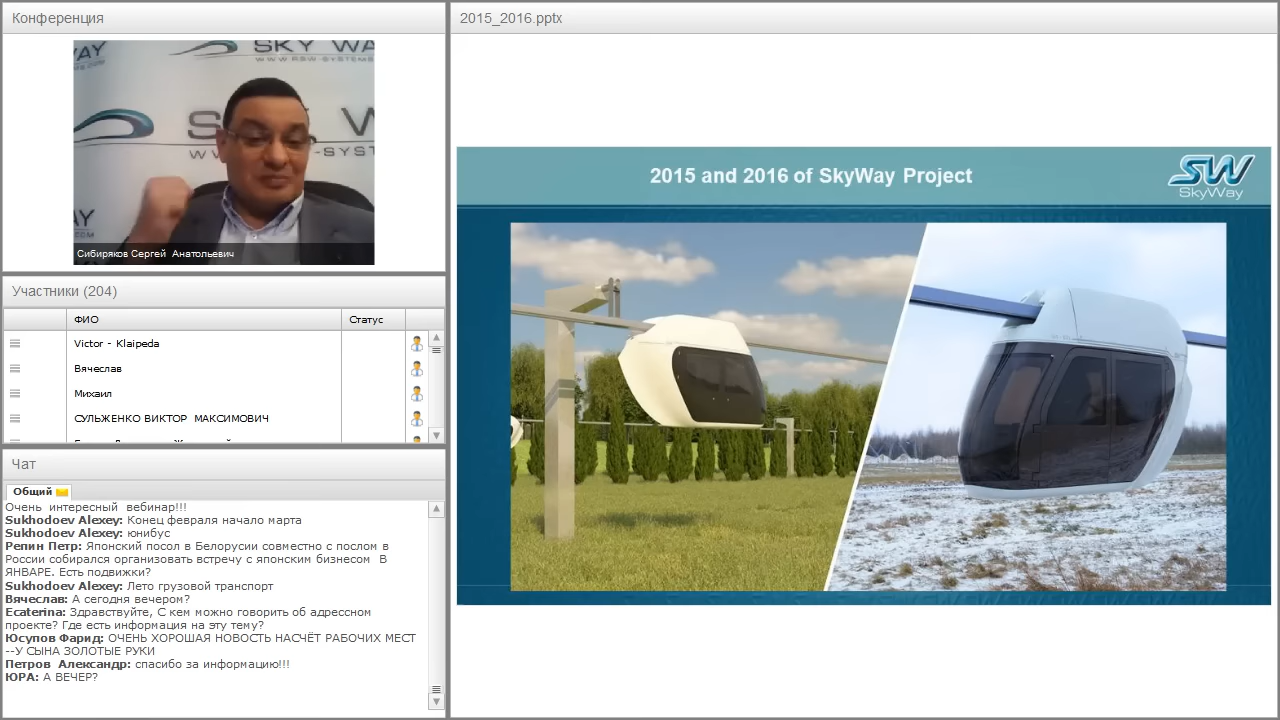 Конференция
SKY WAY
WWW.RSW-SYSTEMS
Сибиряков Сергей Анатольевич
Участники (204)
ФИО
Статус
Victor - Klaipeda
Вячеслав
Михаил
СУЛЬЖЕНКО ВИКТОР МАКСИМОВИЧ
Чат
Общий
Очень интересный вебинар!!!
Sukhodoev Alexey: Конец февраля начало марта
Sukhodoev Alexey: юнибус
Репин Петр: Японский посол в Белорусии совместно с послом в
России собирался организовать встречу с японским бизнесом В
ЯНВАРЕ. Есть подвижки?
Sukhodoev Alexey: Лето грузовой транспорт
Вячеслав: А сегодня вечером?
Ecaterina: Здравствуйте, С кем можно говорить об адрессном
проекте? Где есть информация на эту тему?
Юсупов Фарид: ОЧЕНЬ ХОРОШАЯ НОВОСТЬ НАСЧЁТ РАБОЧИХ МЕСТ
--У СЫНА ЗОЛОТЫЕ РУКИ
Петров Александр: спасибо за информацию!!!
ЮРА: А ВЕЧЕР?
2015_2016.pptx
2015 and 2016 of SkyWay Project
SW
SkyWay